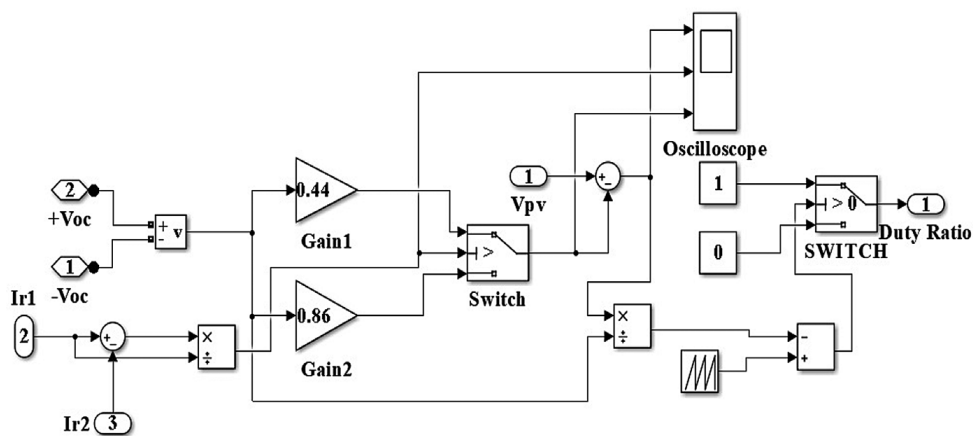 Oscilloscope
2
+Voc
1
-Voc
+
-
v
0.44
Gain1
0.86
Gain2
>
Switch
1
Vpv
+
-
1
0
> 0
SWITCH
1
Duty Ratio
Ir1
2
+
-
×
÷
Ir2
3
×
÷
-
+